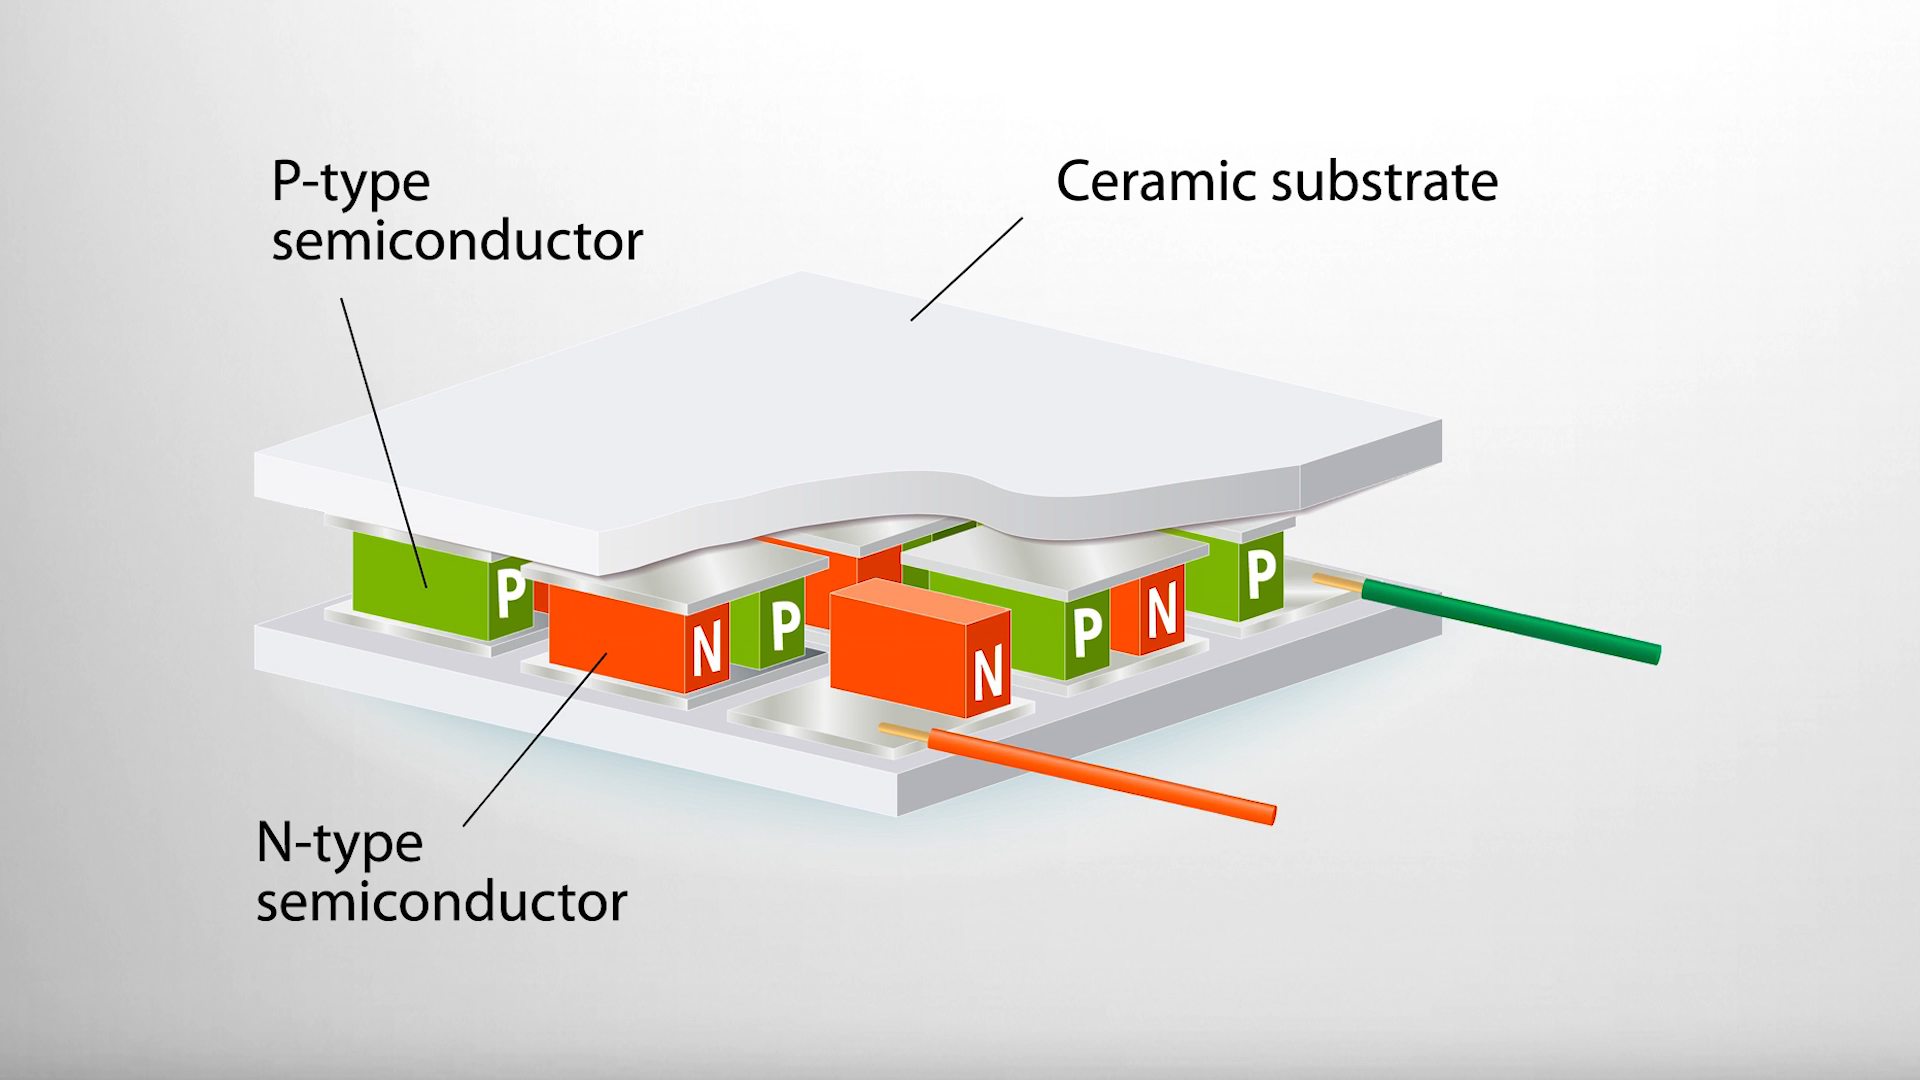 P-type
semiconductor
Ceramic substrate
P
N
P
N
P
N
P
N-type
semiconductor